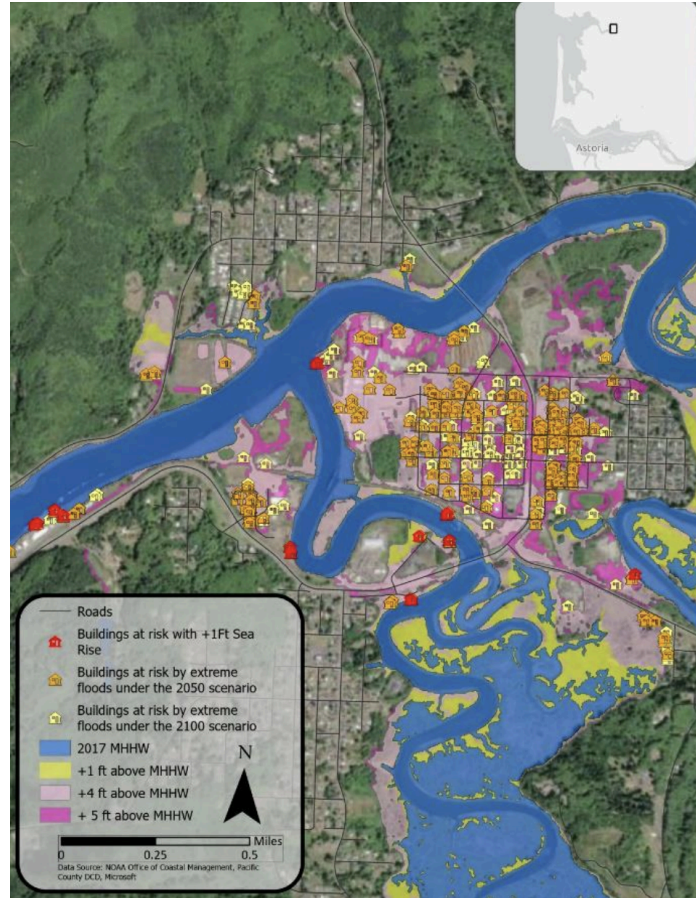 Astoria
Roads
Buildings at risk with +1Ft Sea
Rise
Buildings at risk by extreme
floods under the 2050 scenario
Buildings at risk by extreme
floods under the 2100 scenario
2017 MHHW
+1 ft above MHHW
+4 ft above MHHW
+ 5 ft above MHHW
N
Miles
0 0.25 0.5
Data Source: NOAA Office of Coastal Management, Pacific
County DCD, Microsoft